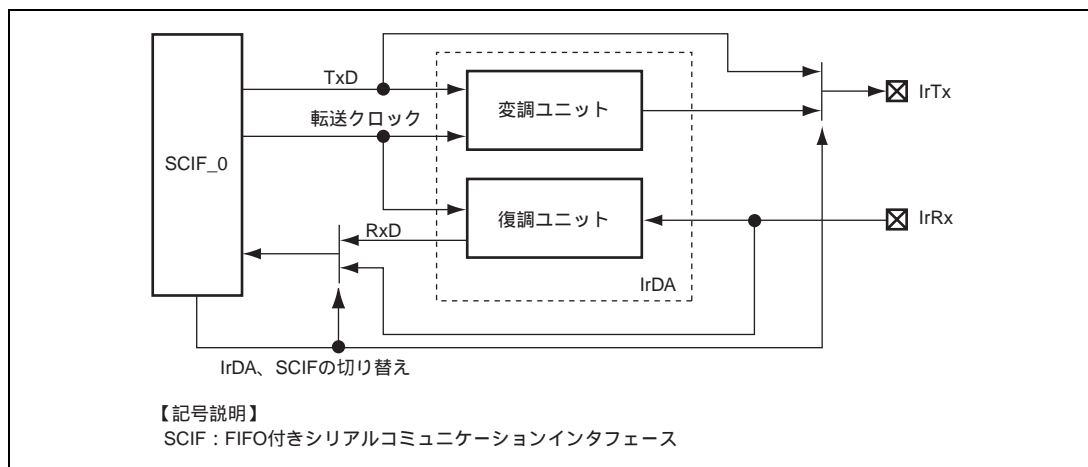 TxD
転送クロック
SCIF_0
変調ユニット
IrTx
復調ユニット
RxD
IrRx
IrDA
IrDA、SCIFの切り替え
【記号説明】
SCIF：FIFO付きシリアルコミュニケーションインタフェース